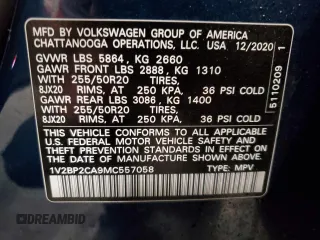 MFD BY VOLKSWAGEN GROUP OF AMERICA
CHATTANOOGA OPERATIONS, LLC. USA 12/2020
GVWR LBS 5864, KG 2660
GAWR FRONT LBS 2888, KG 1310
WITH 255/50R20 TIRES,
8JX20 RIMS, AT 250 KPA/ 36 PSI COLD
GAWR REAR LBS 3086, KG 1400
WITH 255/50R20 TIRES,
8JX20 RIMS, AT 250 KPA/ 36 PSI COLD
THIS VEHICLE CONFORMS TO ALL APPLICABLE
FEDERAL MOTOR VEHICLE
SAFETY STANDARDS IN EFFECT ON THE DATE OF
MANUFACTURE SHOWN ABOVE.
1V2BP2CA9MC557058 TYPE: MPV
5110209 1
DREAMBID